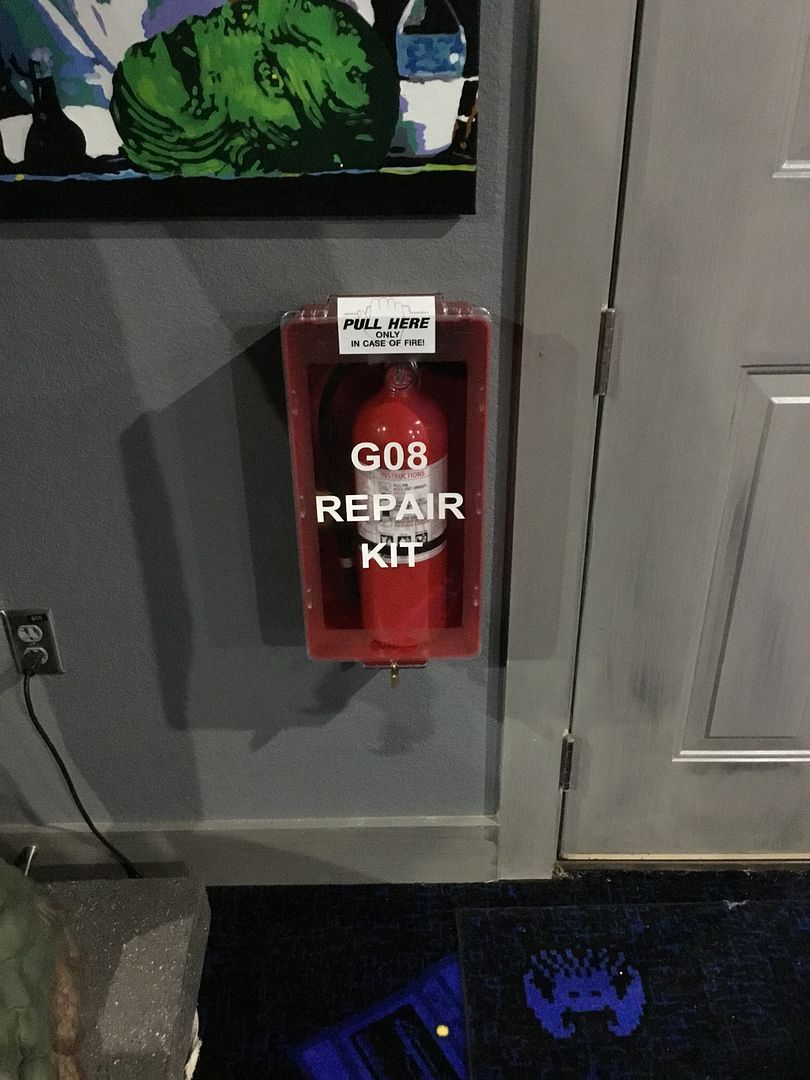 PULL HERE
ONLY
IN CASE OF FIRE!
G08
REPAIR
KIT
INSTRUCTIONS